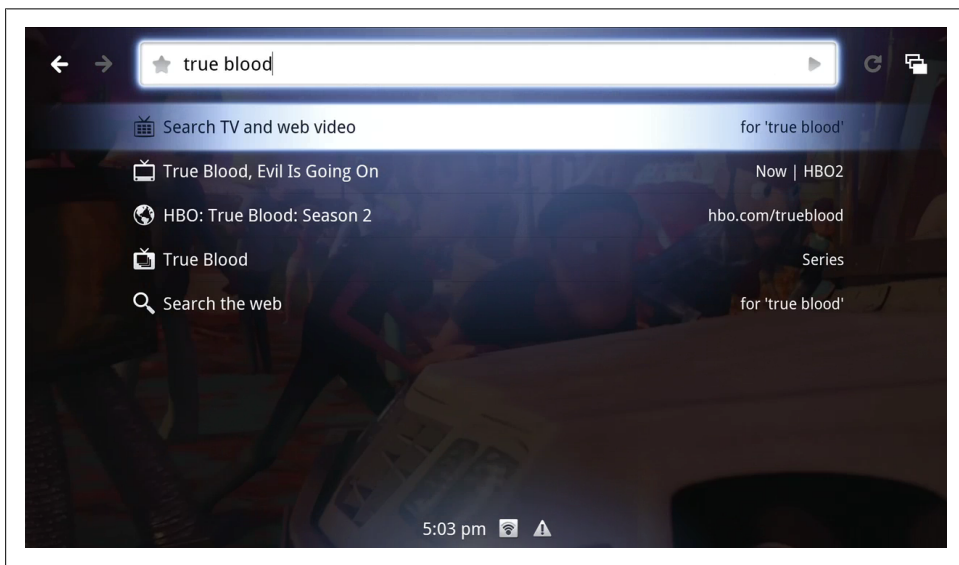 true blood
Search TV and web video for 'true blood'
True Blood, Evil Is Going On Now | HBO2
HBO: True Blood: Season 2 hbo.com/trueblood
True Blood Series
Search the web for 'true blood'
5:03 pm